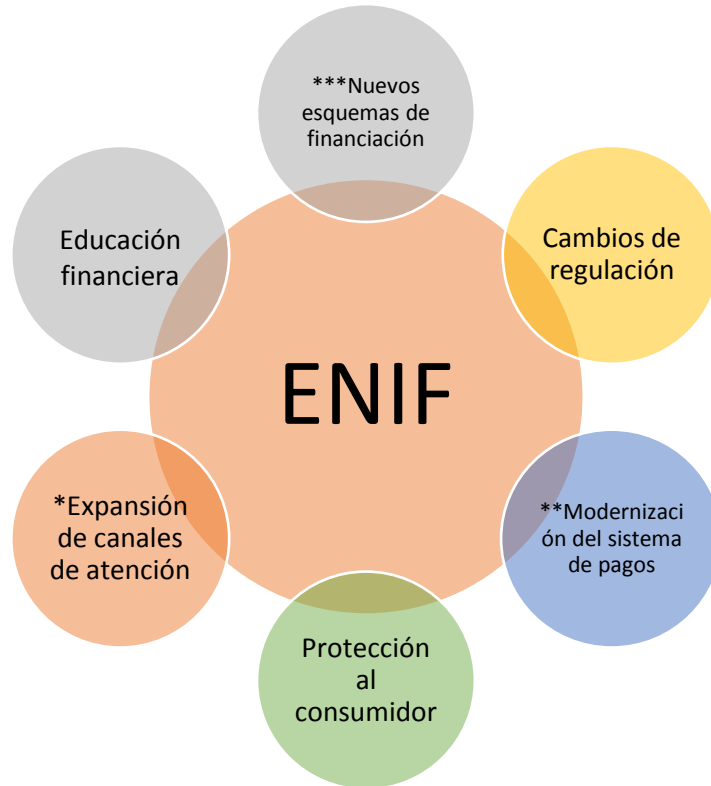 ***Nuevos
esquemas de
financiación
Educación
financiera
Cambios de
regulación
ENIF
*Expansión
de canales
de atención
**Modernizaci
ón del sistema
de pagos
Protección
al
consumidor